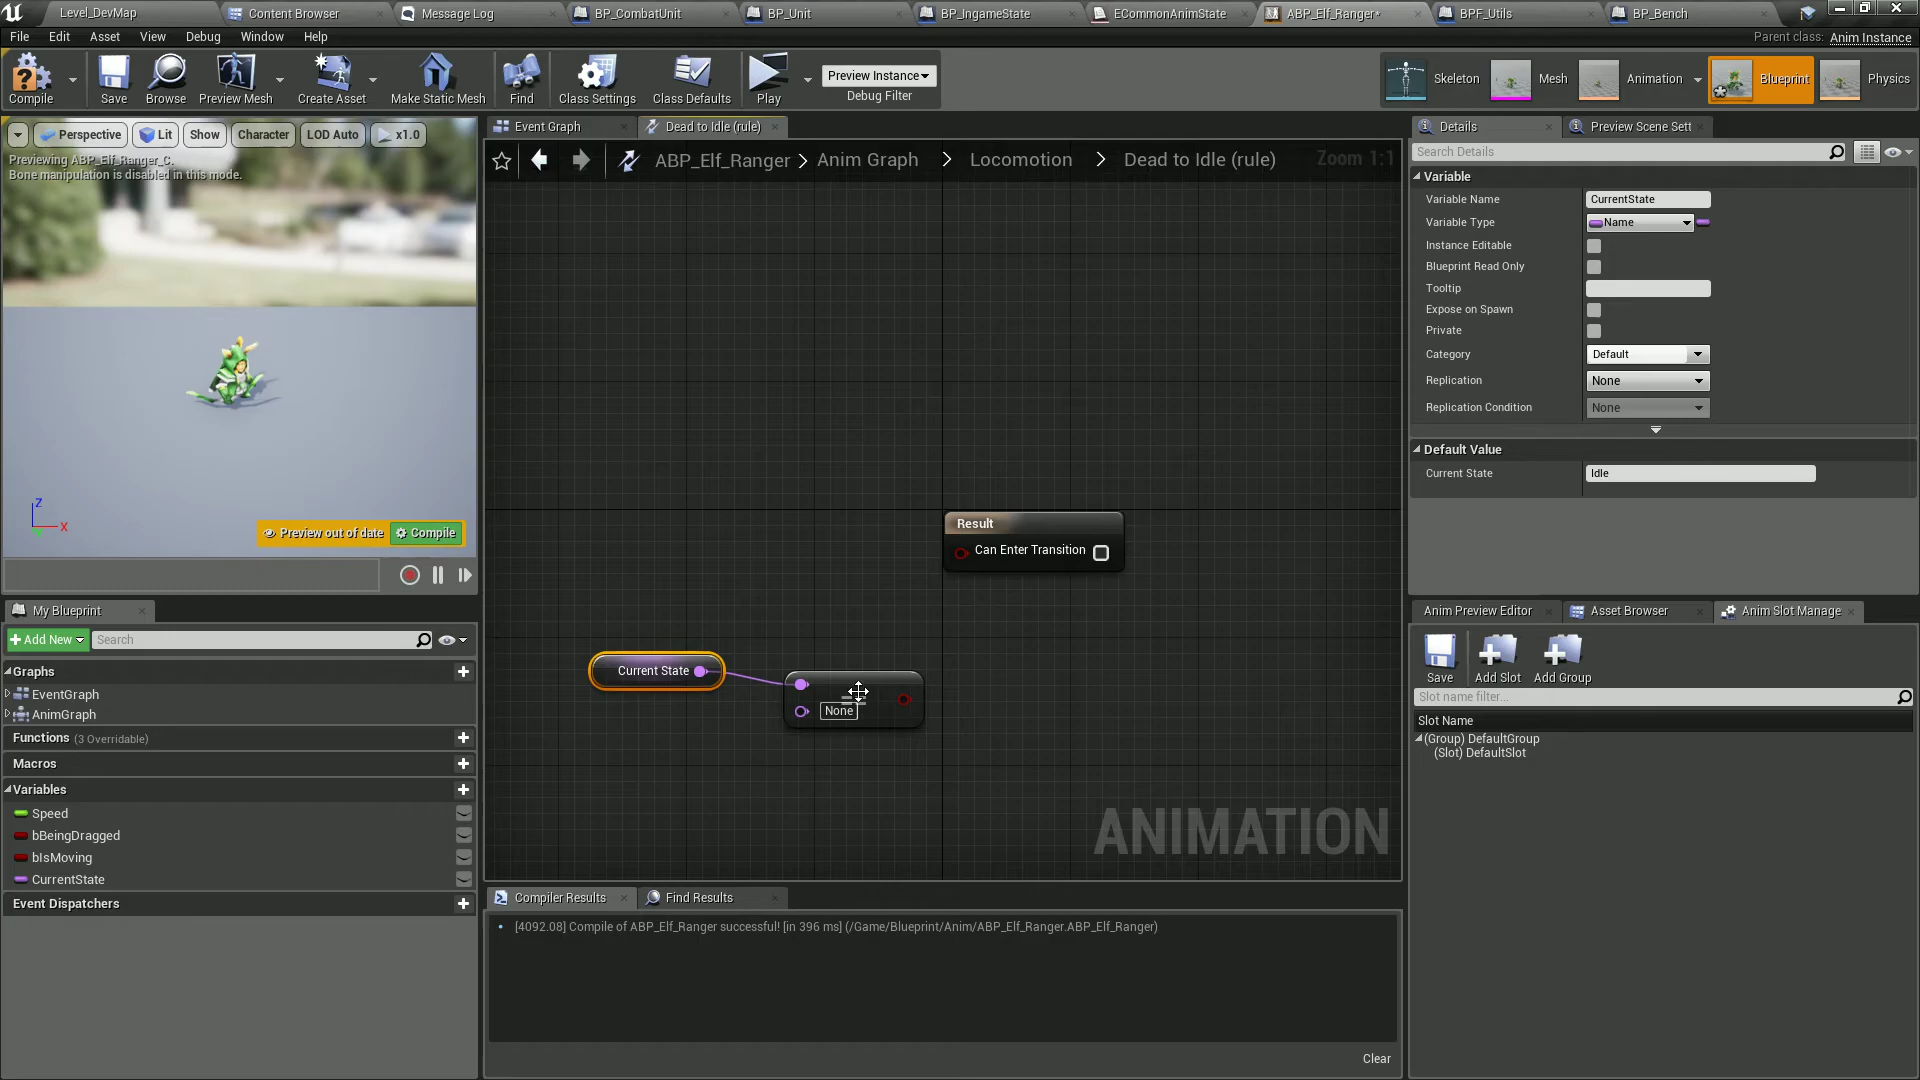 Level_DevMap
Content Browser
Message Log
BP_CombatUnit
BP_Unit
BP_IngameState
ECommonAnimState
ABP_Elf_Ranger*
BPF_Utils
BP_Bench
File Edit Asset View Debug Window Help
Parent class: Anim Instance
Compile
Save
Browse
Preview Mesh
Create Asset
Make Static Mesh
Find
Class Settings
Class Defaults
Play
Preview Instance
Debug Filter
Skeleton
Mesh
Animation
Blueprint
Physics
Perspective
Lit
Show
Character
LOD Auto
x1.0
Previewing ABP_Elf_Ranger_C.
Bone manipulation is disabled in this mode.
Z
X
Preview out of date
Compile
Event Graph
Dead to Idle (rule)
ABP_Elf_Ranger > Anim Graph > Locomotion > Dead to Idle (rule)
Zoom 1:1
Result
Can Enter Transition
Current State
None
ANIMATION
Details
Preview Scene Sett
Search Details
Variable
Variable Name CurrentState
Variable Type Name
Instance Editable
Blueprint Read Only
Tooltip
Expose on Spawn
Private
Category Default
Replication None
Replication Condition None
Default Value
Current State Idle
My Blueprint
Add New
Search
Graphs
EventGraph
AnimGraph
Functions (3 Overridable)
Macros
Variables
Speed
bBeingDragged
bIsMoving
CurrentState
Event Dispatchers
Compiler Results
Find Results
[4092.08] Compile of ABP_Elf_Ranger successful! [in 396 ms] (/Game/Blueprint/Anim/ABP_Elf_Ranger.ABP_Elf_Ranger)
Clear
Anim Preview Editor
Asset Browser
Anim Slot Manage
Save
Add Slot
Add Group
Slot name filter...
Slot Name
(Group) DefaultGroup
(Slot) DefaultSlot